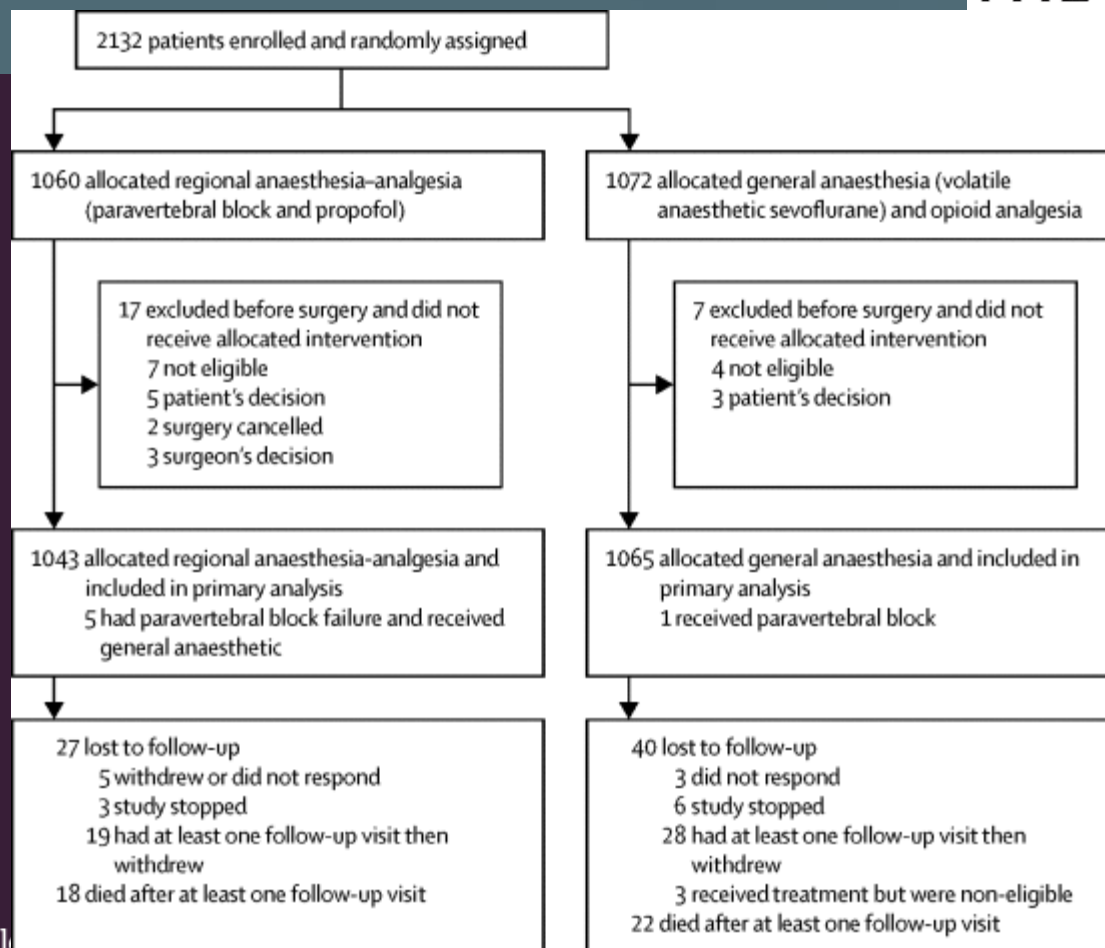 2132 patients enrolled and randomly assigned
1060 allocated regional anaesthesia–analgesia
(paravertebral block and propofol)
1072 allocated general anaesthesia (volatile
anaesthetic sevoflurane) and opioid analgesia
17 excluded before surgery and did not
receive allocated intervention
7 not eligible
5 patient's decision
2 surgery cancelled
3 surgeon's decision
7 excluded before surgery and did not
receive allocated intervention
4 not eligible
3 patient's decision
1043 allocated regional anaesthesia-analgesia and
included in primary analysis
5 had paravertebral block failure and received
general anaesthetic
1065 allocated general anaesthesia and included in
primary analysis
1 received paravertebral block
27 lost to follow-up
5 withdrew or did not respond
3 study stopped
19 had at least one follow-up visit then
withdrew
18 died after at least one follow-up visit
40 lost to follow-up
3 did not respond
6 study stopped
28 had at least one follow-up visit then
withdrew
3 received treatment but were non-eligible
22 died after at least one follow-up visit